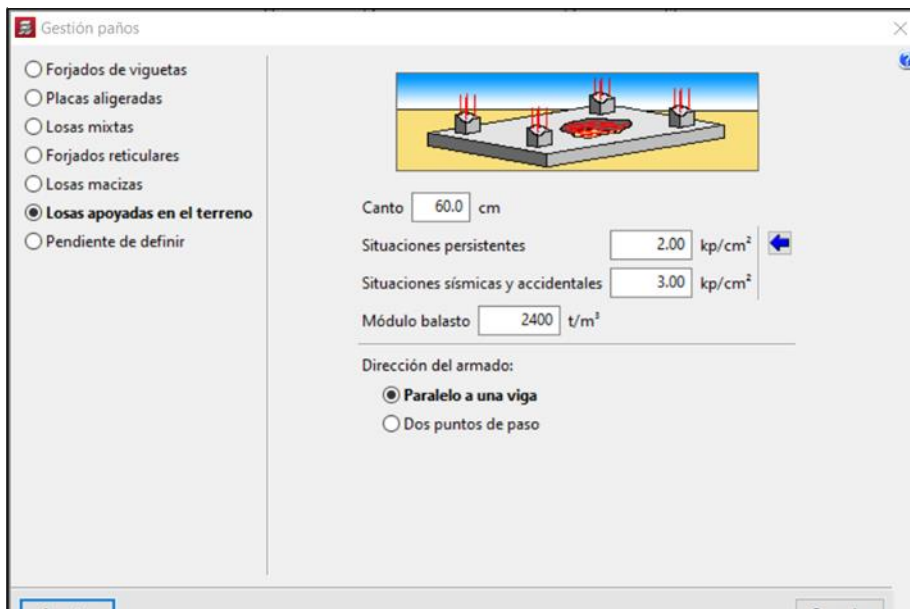 Gestión paños
Forjados de viguetas
Placas aligeradas
Losas mixtas
Forjados reticulares
Losas macizas
Losas apoyadas en el terreno
Pendiente de definir
Canto 60.0 cm
Situaciones persistentes 2.00 kp/cm²
Situaciones sísmicas y accidentales 3.00 kp/cm²
Módulo balasto 2400 t/m³
Dirección del armado:
Paralelo a una viga
Dos puntos de paso